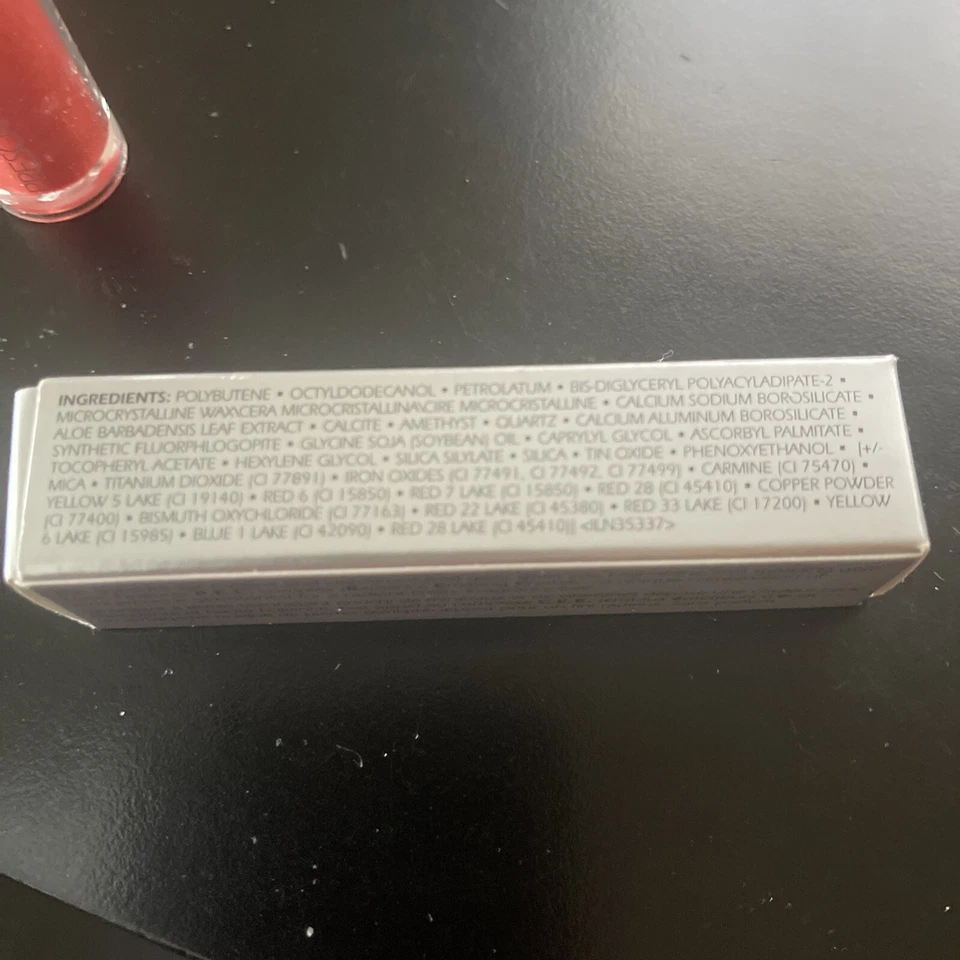 INGREDIENTS: POLYBUTENE • OCTYLDODECANOL • PETROLATUM • BIS-DIGLYCERYL POLYACYLADIPATE-2 •
MICROCRYSTALLINE WAX\CERA MICROCRISTALLINA\CIRE MICROCRISTALLINE • CALCIUM SODIUM BOROSILICATE •
ALOE BARBADENSIS LEAF EXTRACT • CALCITE • AMETHYST • QUARTZ • CALCIUM ALUMINUM BOROSILICATE •
SYNTHETIC FLUORPHLOGOPITE • GLYCINE SOJA (SOYBEAN) OIL • CAPRYLYL GLYCOL • ASCORBYL PALMITATE •
TOCOPHERYL ACETATE • HEXYLENE GLYCOL • SILICA SILYLATE • SILICA • TIN OXIDE • PHENOXYETHANOL • [+/-
MICA • TITANIUM DIOXIDE (CI 77891) • IRON OXIDES (CI 77491, CI 77492, CI 77499) • CARMINE (CI 75470) •
YELLOW 5 LAKE (CI 19140) • RED 6 (CI 15850) • RED 7 LAKE (CI 15850) • RED 28 (CI 45410) • COPPER POWDER
(CI 77400) • BISMUTH OXYCHLORIDE (CI 77163) • RED 22 LAKE (CI 45380) • RED 33 LAKE (CI 17200) • YELLOW
6 LAKE (CI 15985) • BLUE 1 LAKE (CI 42090) • RED 28 LAKE (CI 45410)] <ILN35337>